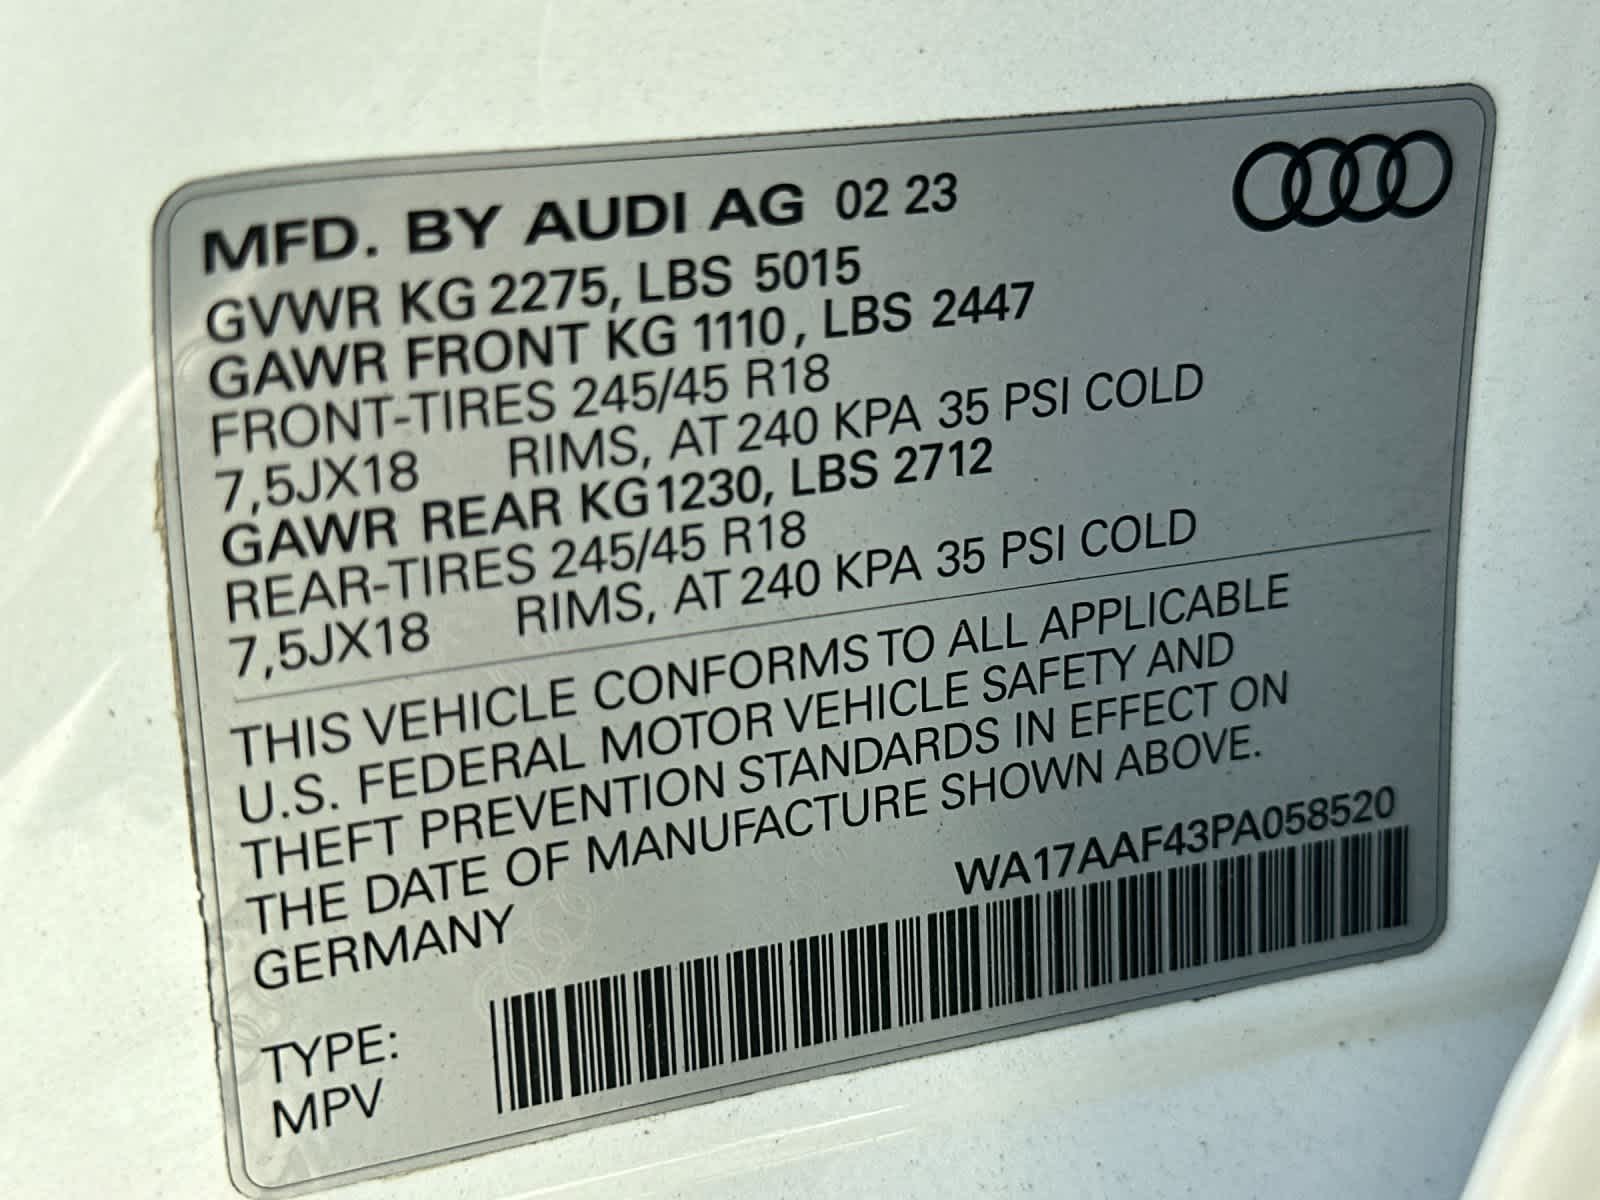 MFD. BY AUDI AG 02 23
GVWR KG 2275, LBS 5015
GAWR FRONT KG 1110, LBS 2447
FRONT-TIRES 245/45 R18
7,5JX18 RIMS, AT 240 KPA 35 PSI COLD
GAWR REAR KG1230, LBS 2712
REAR-TIRES 245/45 R18
7,5JX18 RIMS, AT 240 KPA 35 PSI COLD
THIS VEHICLE CONFORMS TO ALL APPLICABLE
U.S. FEDERAL MOTOR VEHICLE SAFETY AND
THEFT PREVENTION STANDARDS IN EFFECT ON
THE DATE OF MANUFACTURE SHOWN ABOVE.
GERMANY
WA17AAF43PA058520
TYPE:
MPV